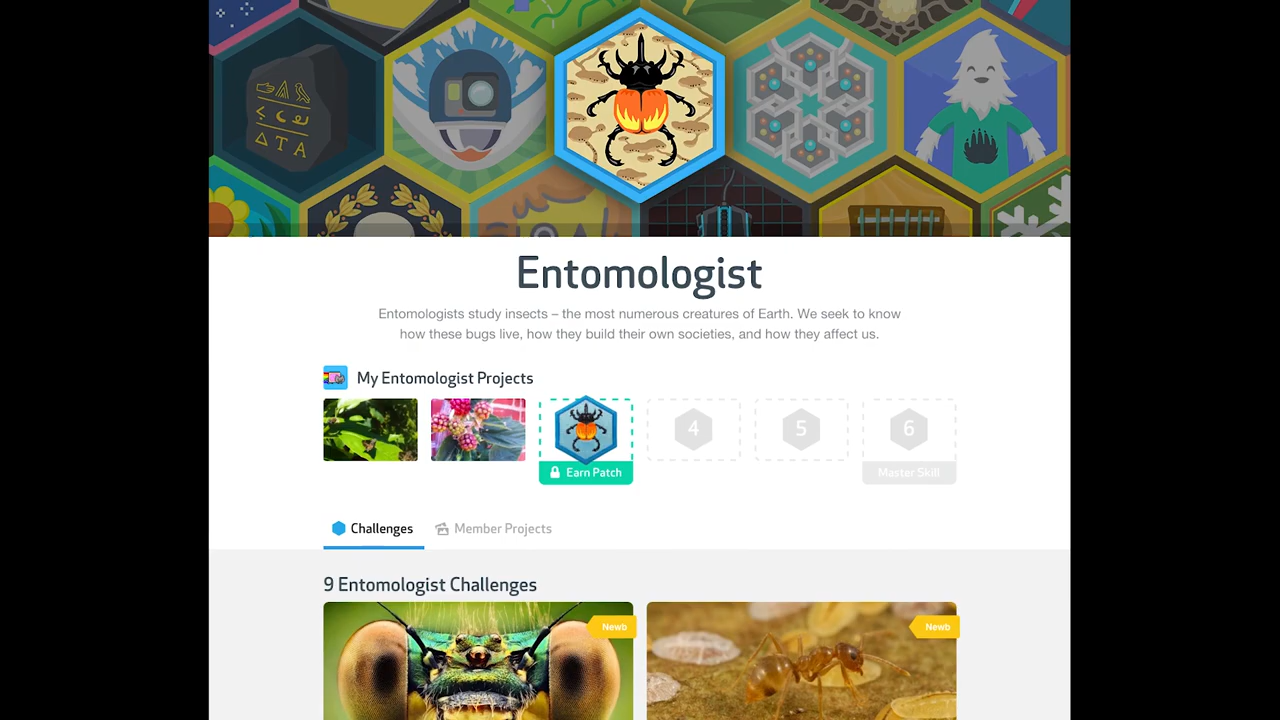 Entomologist
Entomologists study insects – the most numerous creatures of Earth. We seek to know
how these bugs live, how they build their own societies, and how they affect us.
My Entomologist Projects
4
5
6
Earn Patch
Master Skill
Challenges
Member Projects
9 Entomologist Challenges
Newb
Newb